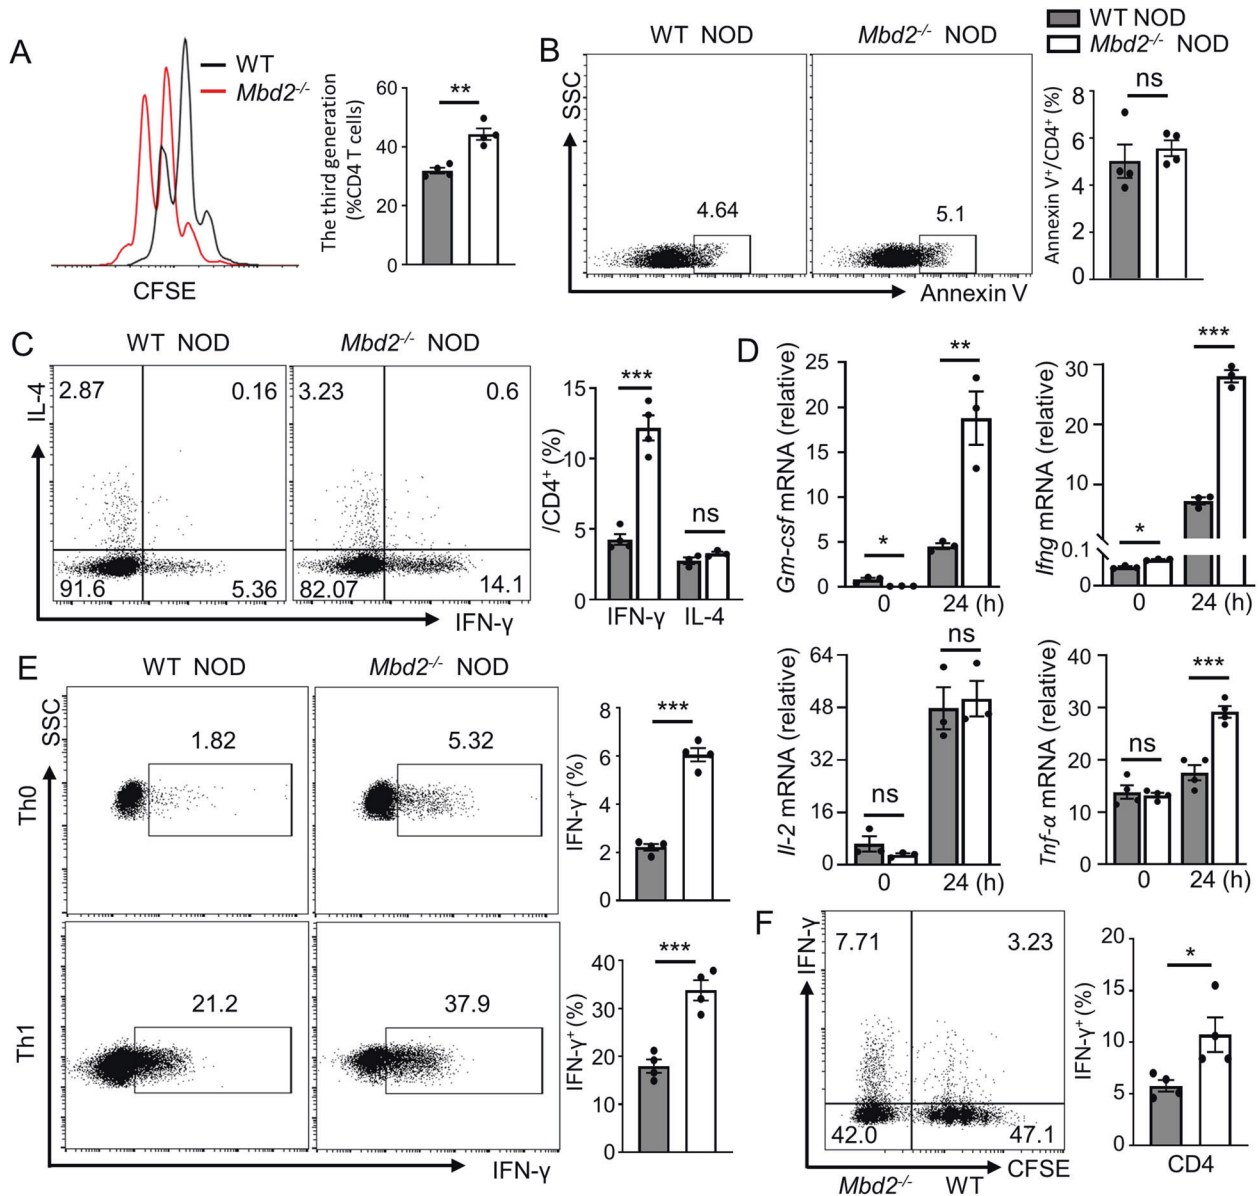 A
WT
Mbd2-/-
CFSE
The third generation
(%CD4 T cells)
60
40
20
0
**
B
WT NOD
Mbd2-/- NOD
SSC
4.64
5.1
Annexin V
WT NOD
Mbd2-/- NOD
Annexin V+/CD4+ (%)
8
6
4
2
0
ns
C
WT NOD
Mbd2-/- NOD
IL-4
2.87
0.16
91.6
5.36
3.23
0.6
82.07
14.1
IFN-γ
/CD4+ (%)
15
10
5
0
***
ns
IFN-γ
IL-4
D
Gm-csf mRNA (relative)
25
20
15
10
5
0
*
**
0
24 (h)
Ifng mRNA (relative)
30
20
10
0.1
0
*
***
0
24 (h)
Il-2 mRNA (relative)
64
48
32
16
0
ns
ns
0
24 (h)
Tnf-α mRNA (relative)
40
30
20
10
0
ns
***
0
24 (h)
E
WT NOD
Mbd2-/- NOD
SSC
Th0
1.82
5.32
IFN-γ+ (%)
8
6
4
2
0
***
Th1
21.2
37.9
IFN-γ
IFN-γ+ (%)
40
30
20
10
0
***
F
IFN-γ
7.71
3.23
42.0
47.1
CFSE
Mbd2-/-
WT
IFN-γ+ (%)
20
15
10
5
0
*
CD4